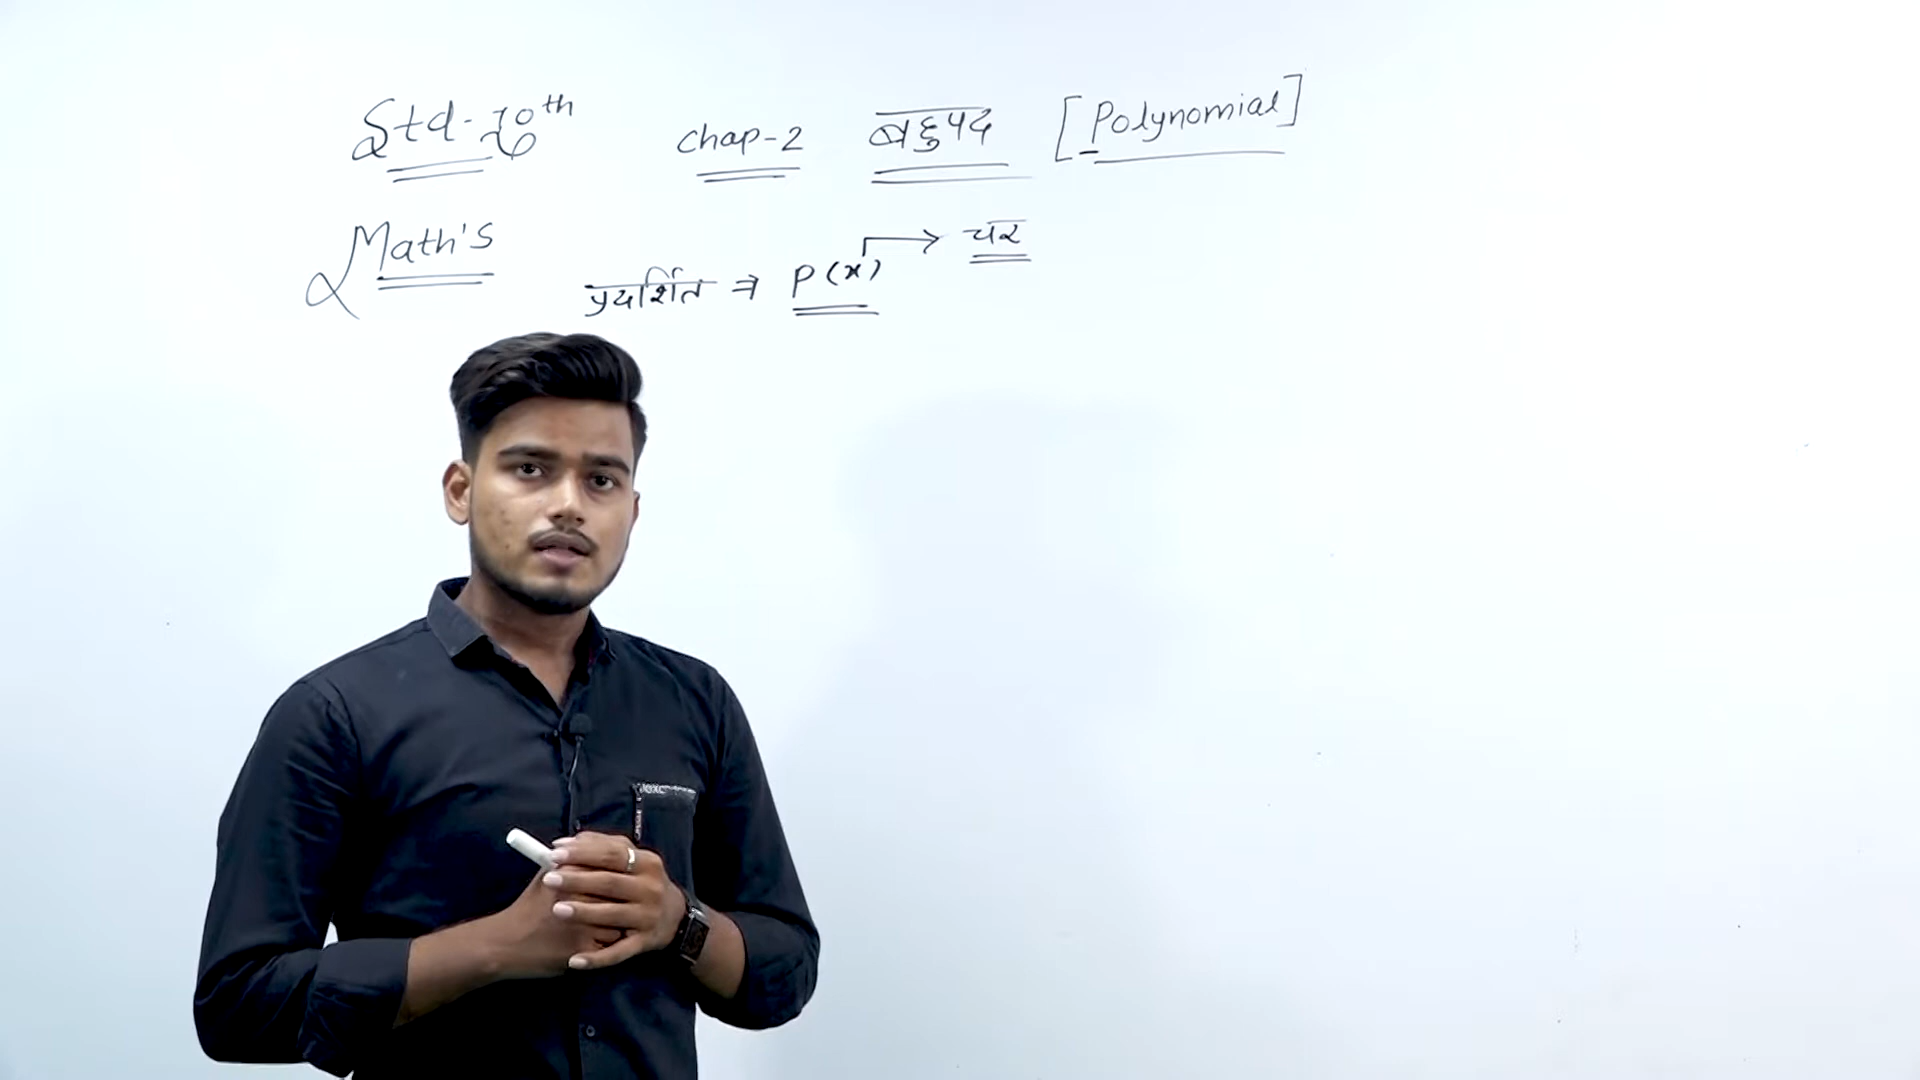 Std-10th chap-2 बहुपद [Polynomial]
Math's
प्रदर्शित ⇒ P(x) → चर